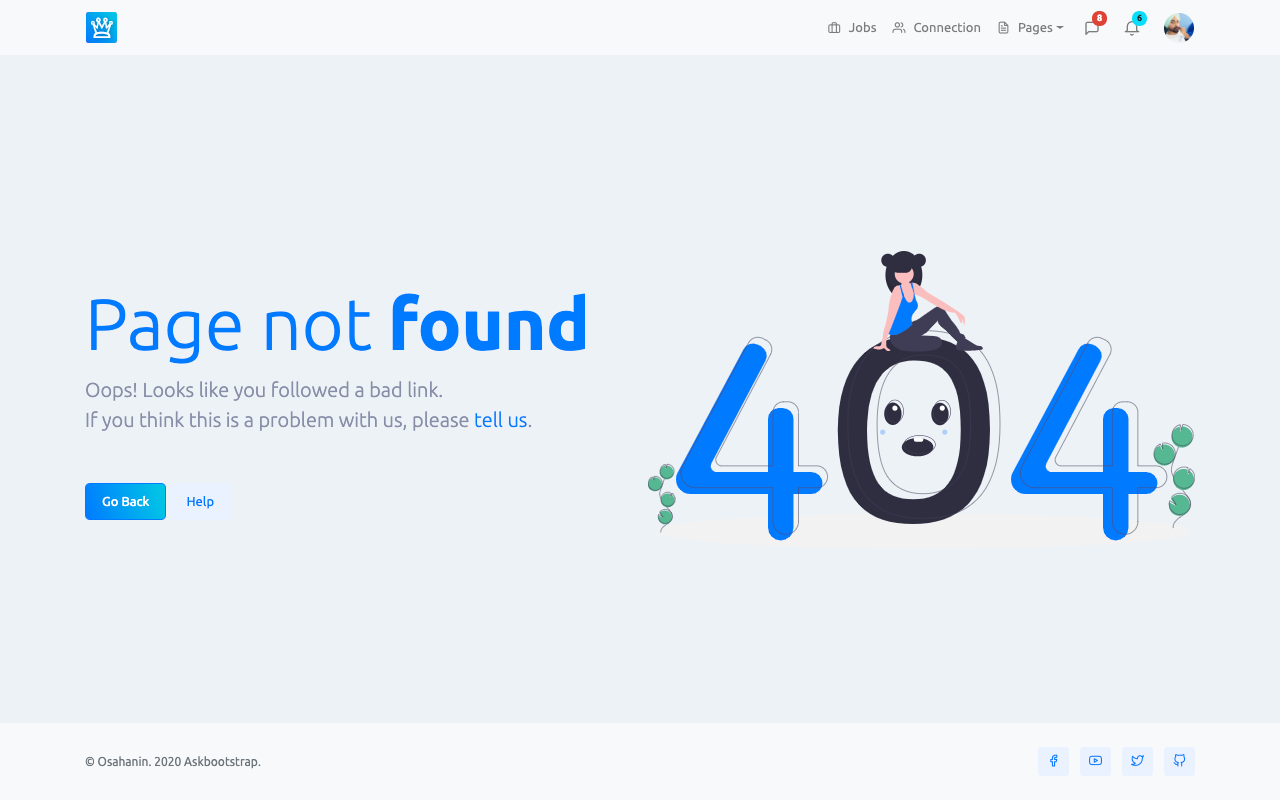 Jobs
Connection
Pages
8
6
Page not found
Oops! Looks like you followed a bad link.
If you think this is a problem with us, please tell us.
Go Back
Help
404
© Osahanin. 2020 Askbootstrap.